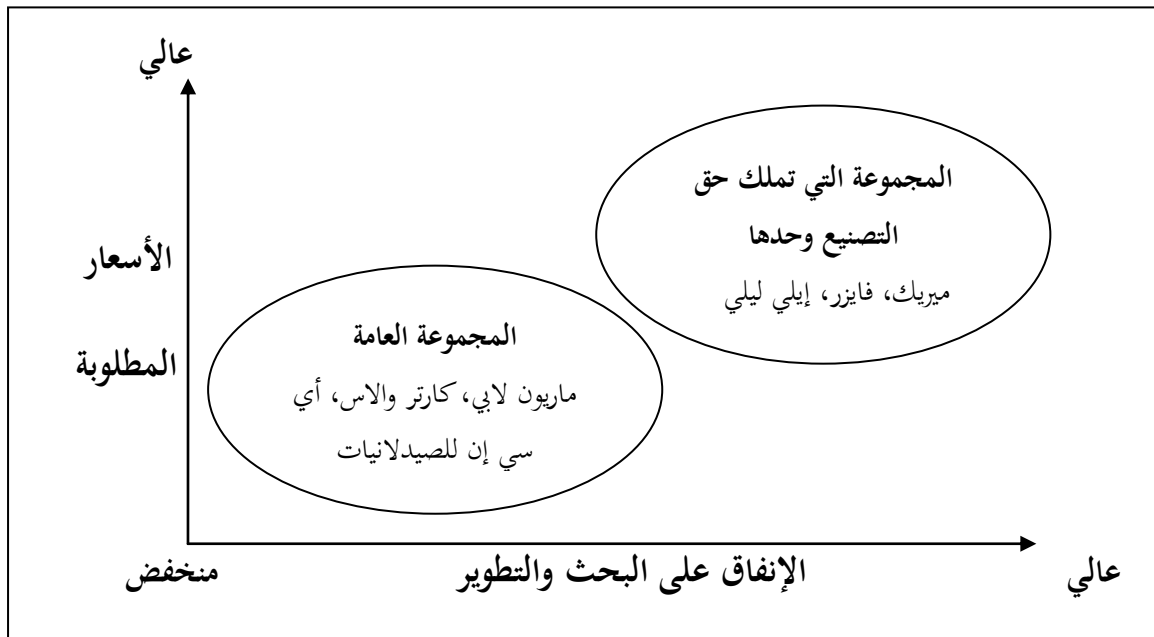 عالي
المجموعة التي تملك حق
التصنيع وحدها
ميريك، فايزر، إيلي ليلي
الأسعار
المطلوبة
المجموعة العامة
ماريون لابي، كارتر والاس، أي
سي إن للصيدلانيات
عالي
الإنفاق على البحث والتطوير
منخفض